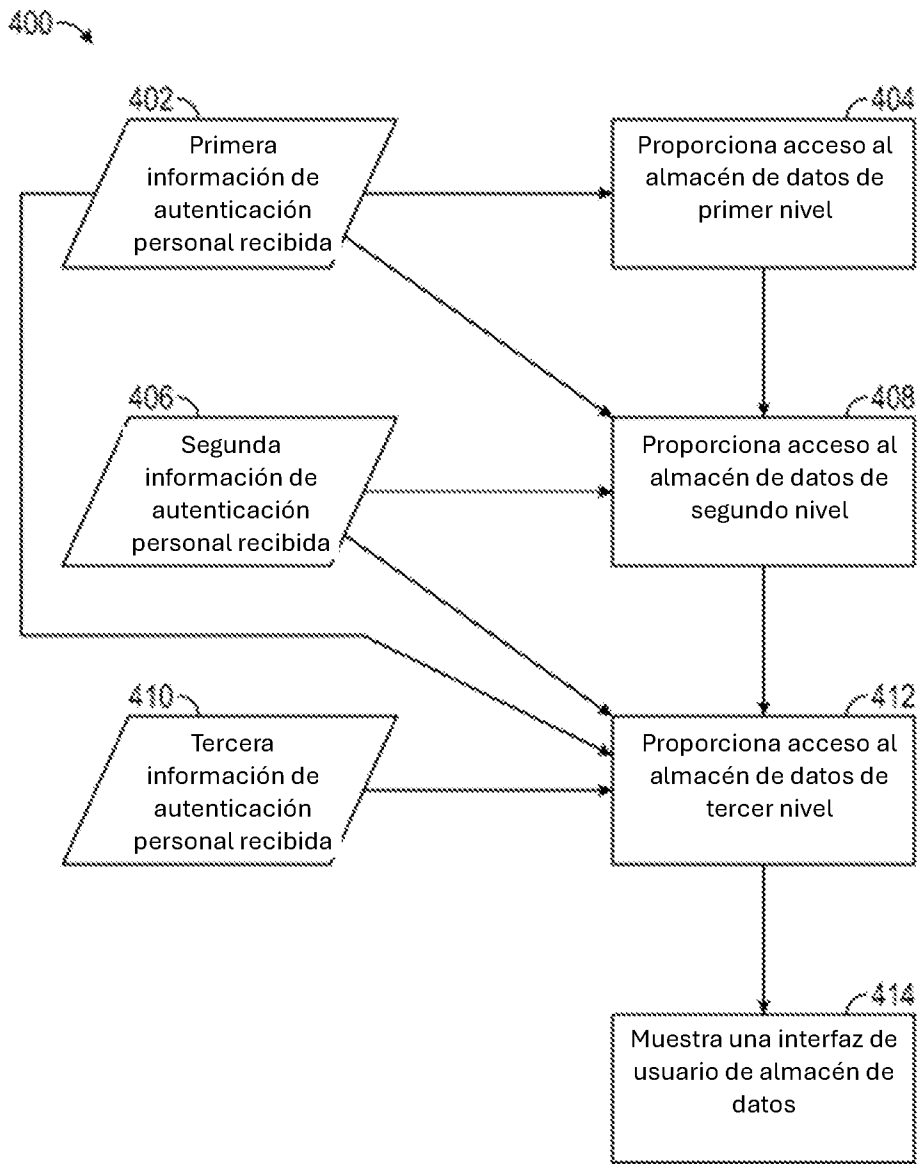 400
402
Primera
información de
autenticación
personal recibida
404
Proporciona acceso al
almacén de datos de
primer nivel
406
Segunda
información de
autenticación
personal recibida
408
Proporciona acceso al
almacén de datos de
segundo nivel
410
Tercera
información de
autenticación
personal recibida
412
Proporciona acceso al
almacén de datos de
tercer nivel
414
Muestra una interfaz de
usuario de almacén de
datos